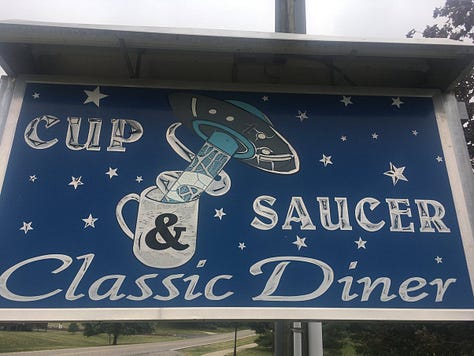 CUP
& SAUCER
Classic Diner